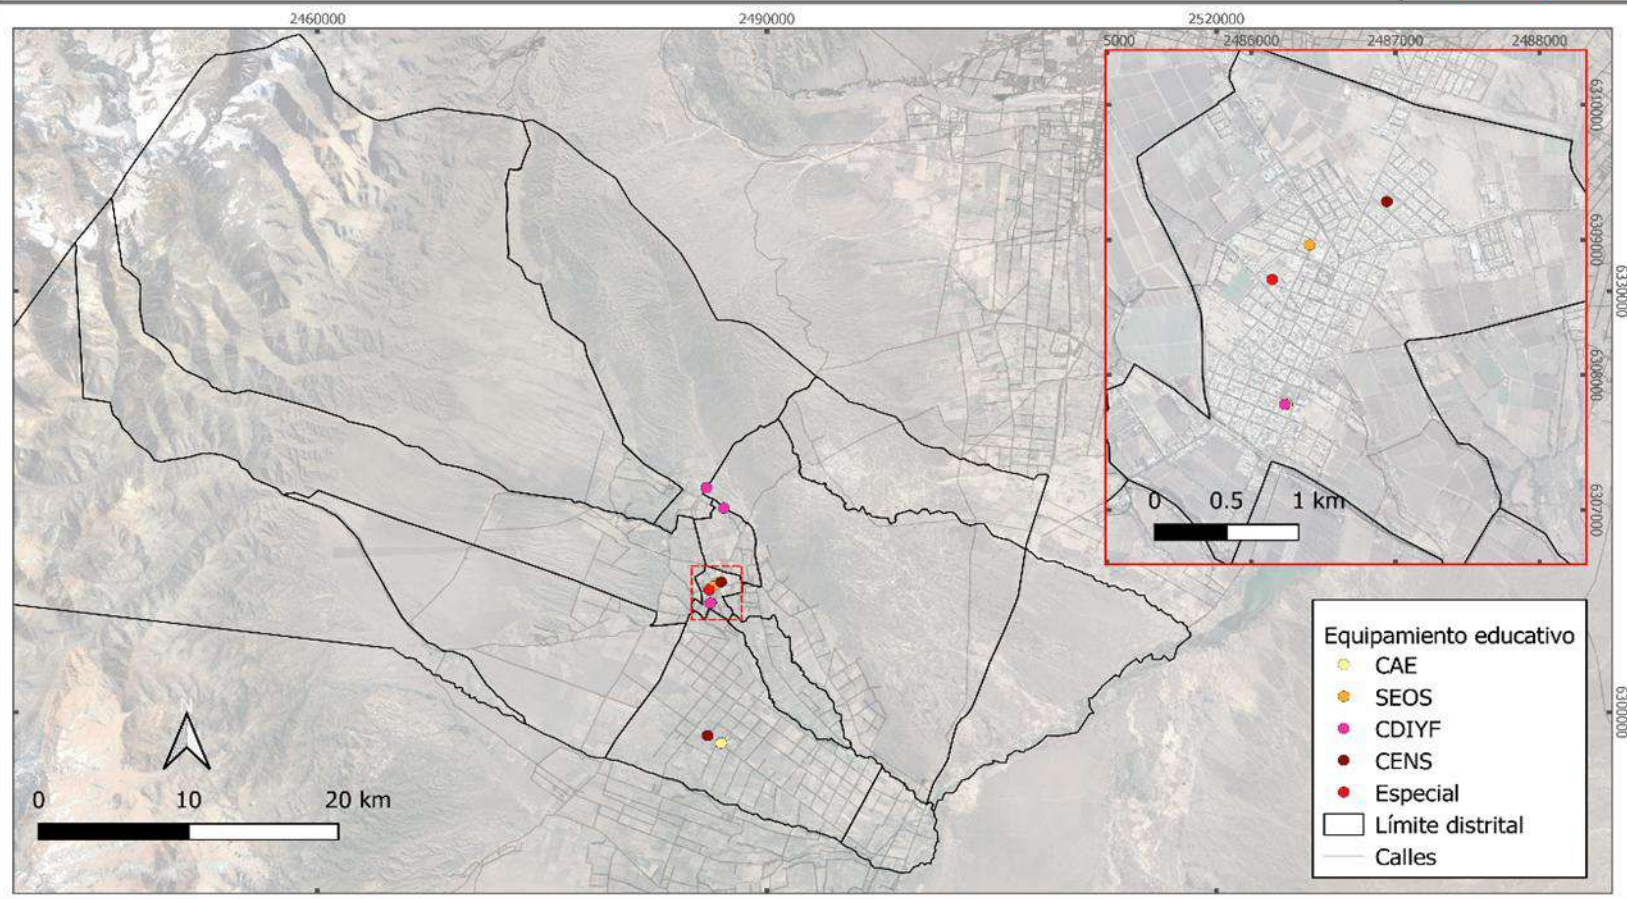 2460000
2490000
2520000
5000
2486000
2487000
2488000
6310000
6309000
6308000
6307000
6330000
6300000
0 0.5 1 km
0 10 20 km
Equipamiento educativo
CAE
SEOS
CDIYF
CENS
Especial
Límite distrital
Calles